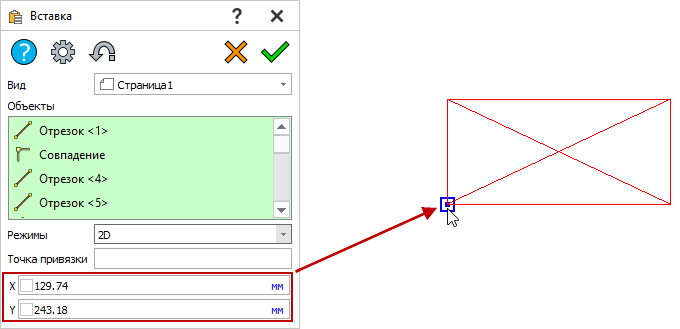 Вставка ?
?
Вид Страница1
Объекты
Отрезок <1>
Совпадение
Отрезок <4>
Отрезок <5>
Режимы 2D
Точка привязки
X 129.74 мм
Y 243.18 мм